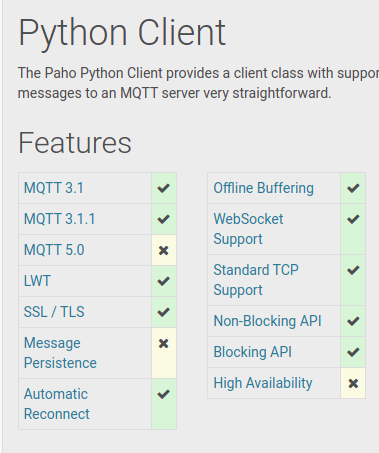 Python Client
The Paho Python Client provides a client class with suppor
messages to an MQTT server very straightforward.
Features
MQTT 3.1
MQTT 3.1.1
MQTT 5.0
LWT
SSL / TLS
Message
Persistence
Automatic
Reconnect
Offline Buffering
WebSocket
Support
Standard TCP
Support
Non-Blocking API
Blocking API
High Availability